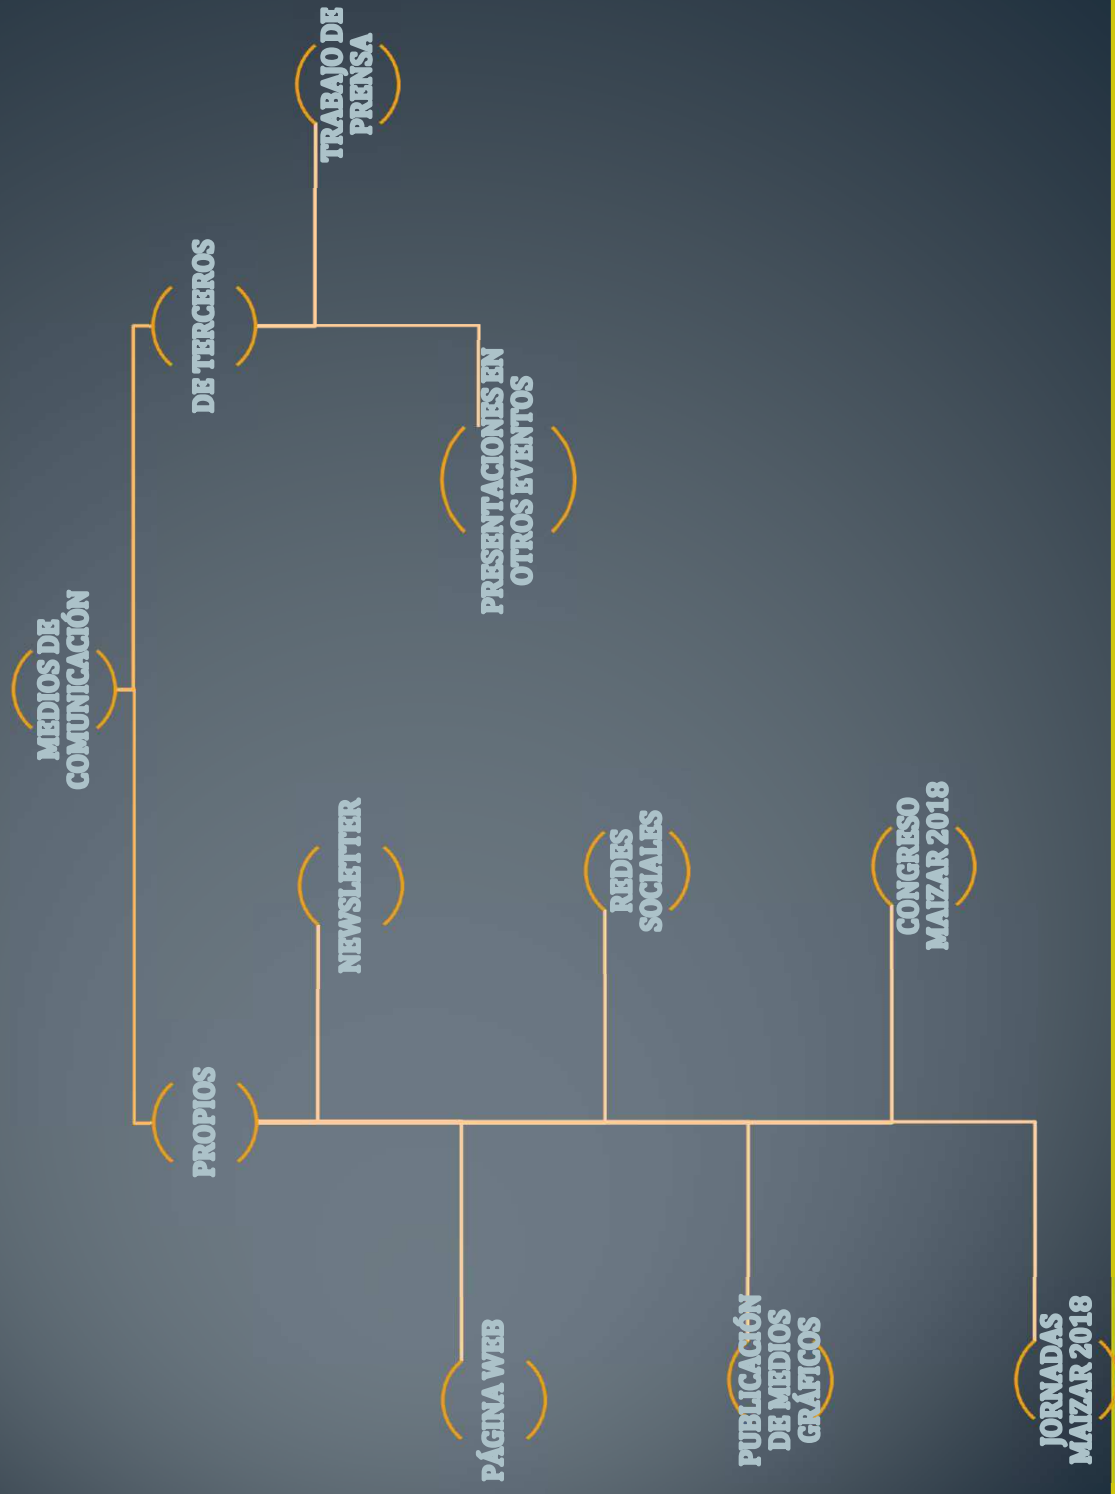 MEDIOS DE
COMUNICACIÓN
PROPIOS
DE TERCEROS
NEWSLETTER
PÁGINA WEB
REDES
SOCIALES
PUBLICACIÓN
DE MEDIOS
GRÁFICOS
CONGRESO
MAIZAR 2018
JORNADAS
MAIZAR 2018
TRABAJO DE
PRENSA
PRESENTACIONES EN
OTROS EVENTOS